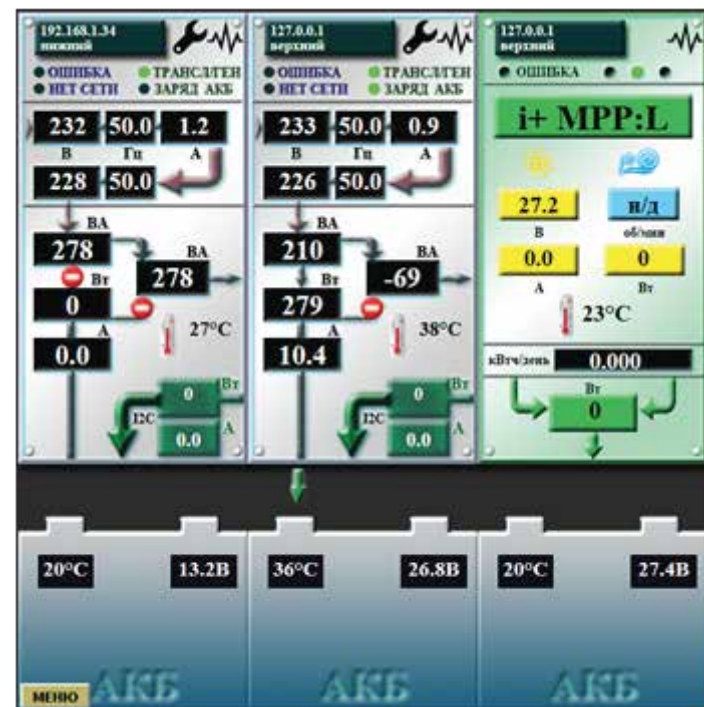 192.168.1.34
нижний
ОШИБКА ТРАНСЛ/ГЕН
НЕТ СЕТИ ЗАРЯД АКБ
232 50.0 1.2
В Гц А
228 50.0
ВА
278
ВА
278
Вт
0
А
0.0
27°C
Вт
0
I2C
А
0.0
127.0.0.1
верхний
ОШИБКА ТРАНСЛ/ГЕН
НЕТ СЕТИ ЗАРЯД АКБ
233 50.0 0.9
В Гц А
226 50.0
ВА
210
ВА
-69
Вт
279
А
10.4
38°C
Вт
0
I2C
А
0.0
127.0.0.1
верхний
ОШИБКА
i+ MPP:L
27.2 н/д
В об/мин
0.0 0
А Вт
23°C
кВтч/день 0.000
Вт
0
20°C 13.2В
АКБ
36°C 26.8В
АКБ
20°C 27.4В
АКБ
МЕНЮ